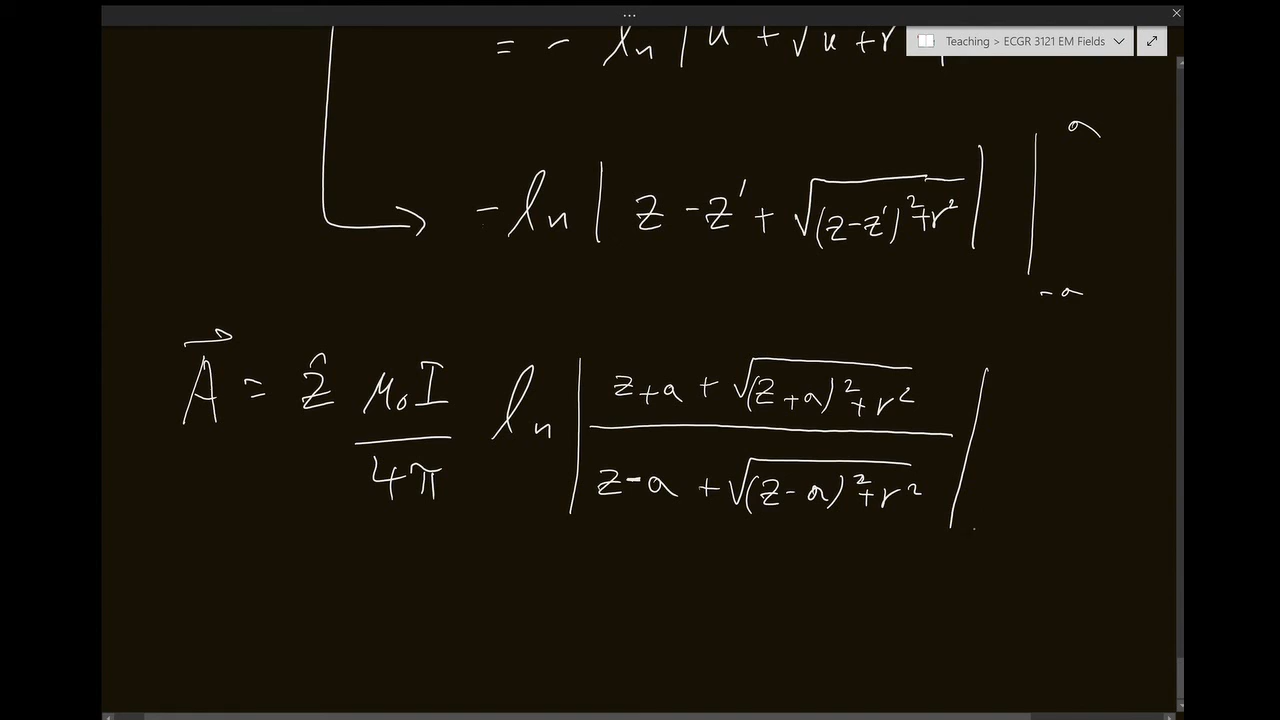 ...
Teaching > ECGR 3121 EM Fields
= - ln | u + √u + r
-ln | z - z' + √(z-z')² + r² | |ₐ₋ₐ
A⃗ = ẑ μ₀I / 4π ln | z+a + √(z+a)² + r² / z-a + √(z-a)² + r² |